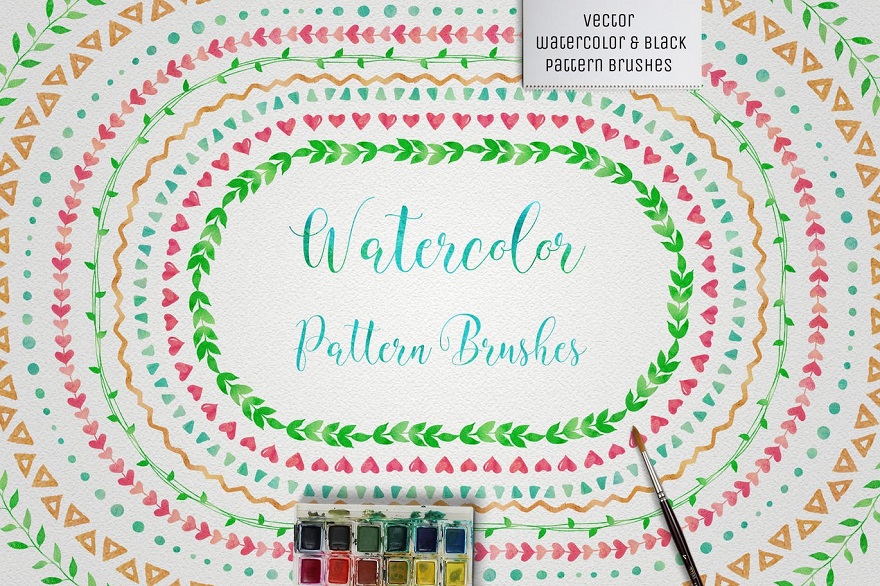 Vector
Watercolor & Black
Pattern Brushes
Watercolor
Pattern Brushes